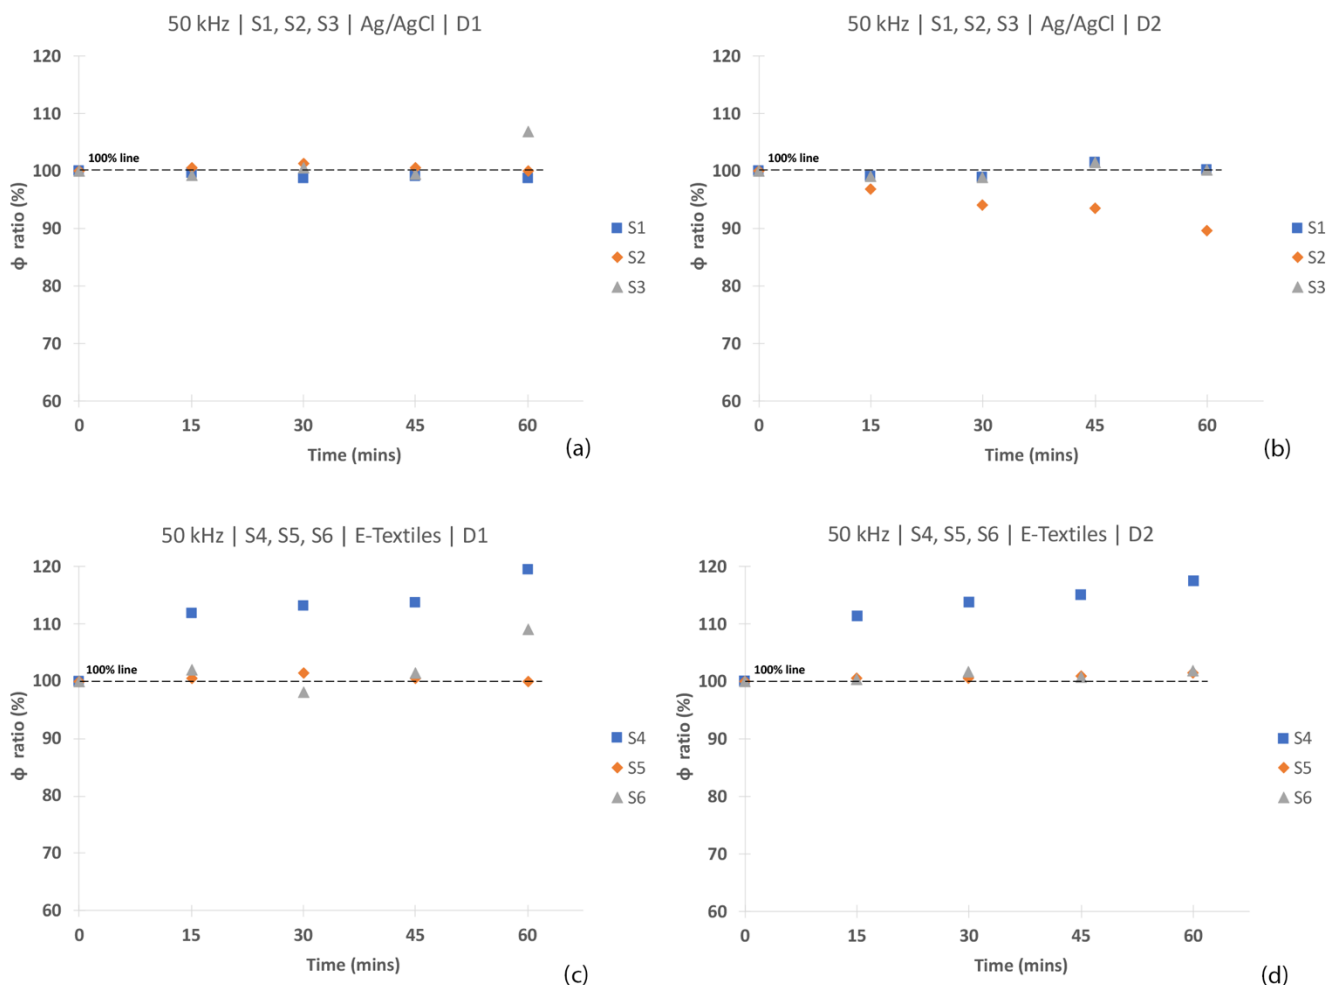 50 kHz | S1, S2, S3 | Ag/AgCl | D1
120
110
100
90
80
70
60
100% line
ϕ ratio (%)
0 15 30 45 60
Time (mins)
S1
S2
S3
(a)
50 kHz | S1, S2, S3 | Ag/AgCl | D2
120
110
100
90
80
70
60
100% line
ϕ ratio (%)
0 15 30 45 60
Time (mins)
S1
S2
S3
(b)
50 kHz | S4, S5, S6 | E-Textiles | D1
120
110
100
90
80
70
60
100% line
ϕ ratio (%)
0 15 30 45 60
Time (mins)
S4
S5
S6
(c)
50 kHz | S4, S5, S6 | E-Textiles | D2
120
110
100
90
80
70
60
100% line
ϕ ratio (%)
0 15 30 45 60
Time (mins)
S4
S5
S6
(d)